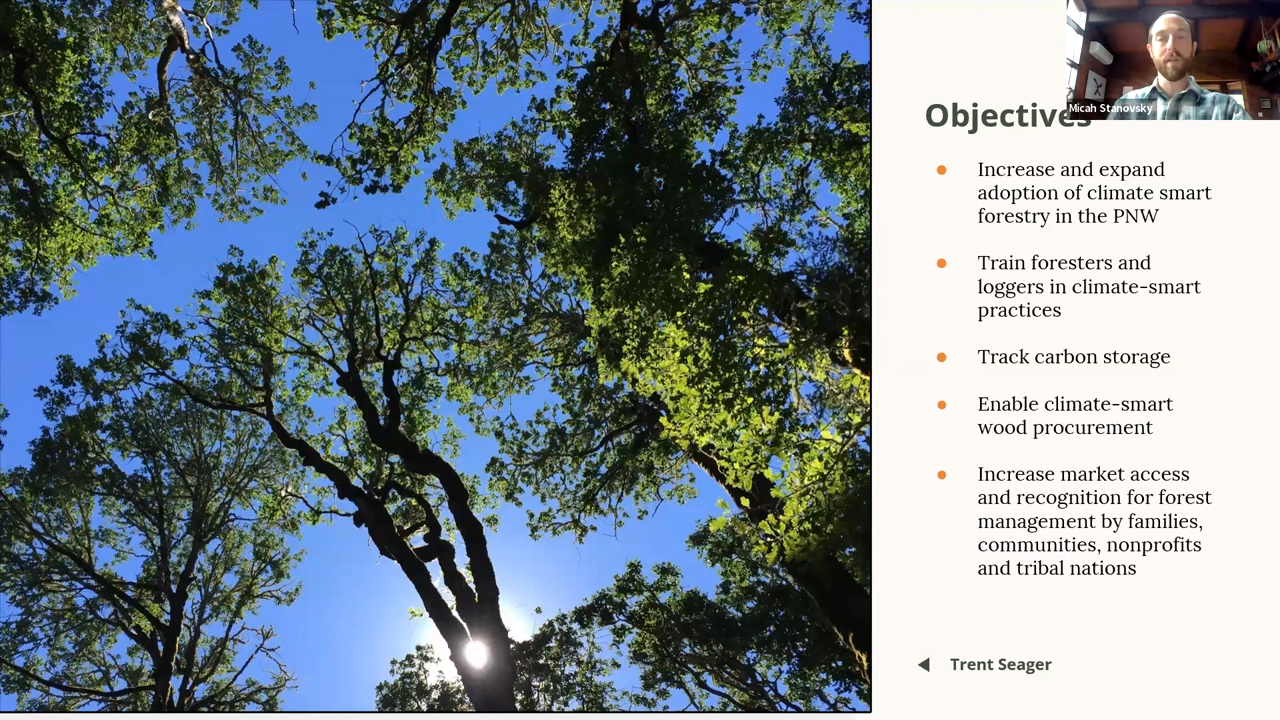 Micah Stanovsky
Objectives
Increase and expand
adoption of climate smart
forestry in the PNW
Train foresters and
loggers in climate-smart
practices
Track carbon storage
Enable climate-smart
wood procurement
Increase market access
and recognition for forest
management by families,
communities, nonprofits
and tribal nations
Trent Seager